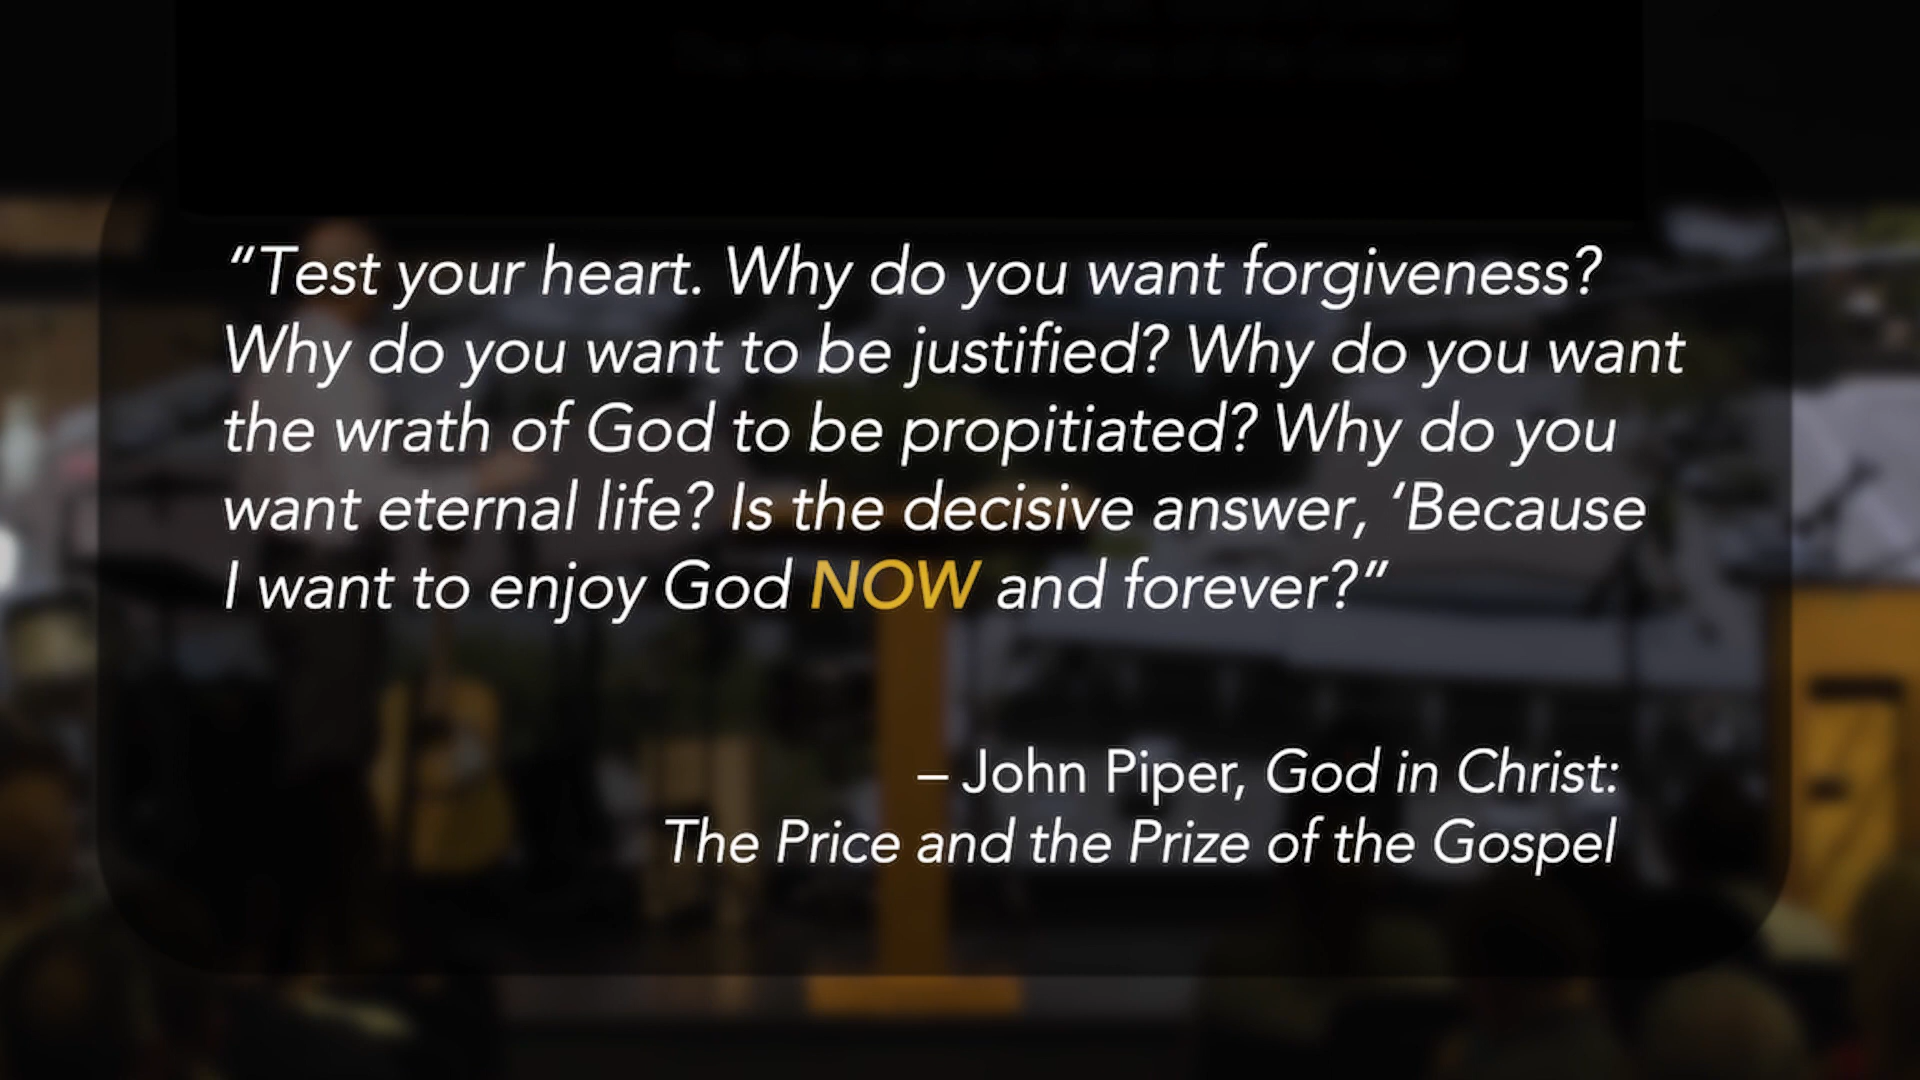 “Test your heart. Why do you want forgiveness?
Why do you want to be justified? Why do you want
the wrath of God to be propitiated? Why do you
want eternal life? Is the decisive answer, ‘Because
I want to enjoy God NOW and forever?”
– John Piper, God in Christ:
The Price and the Prize of the Gospel